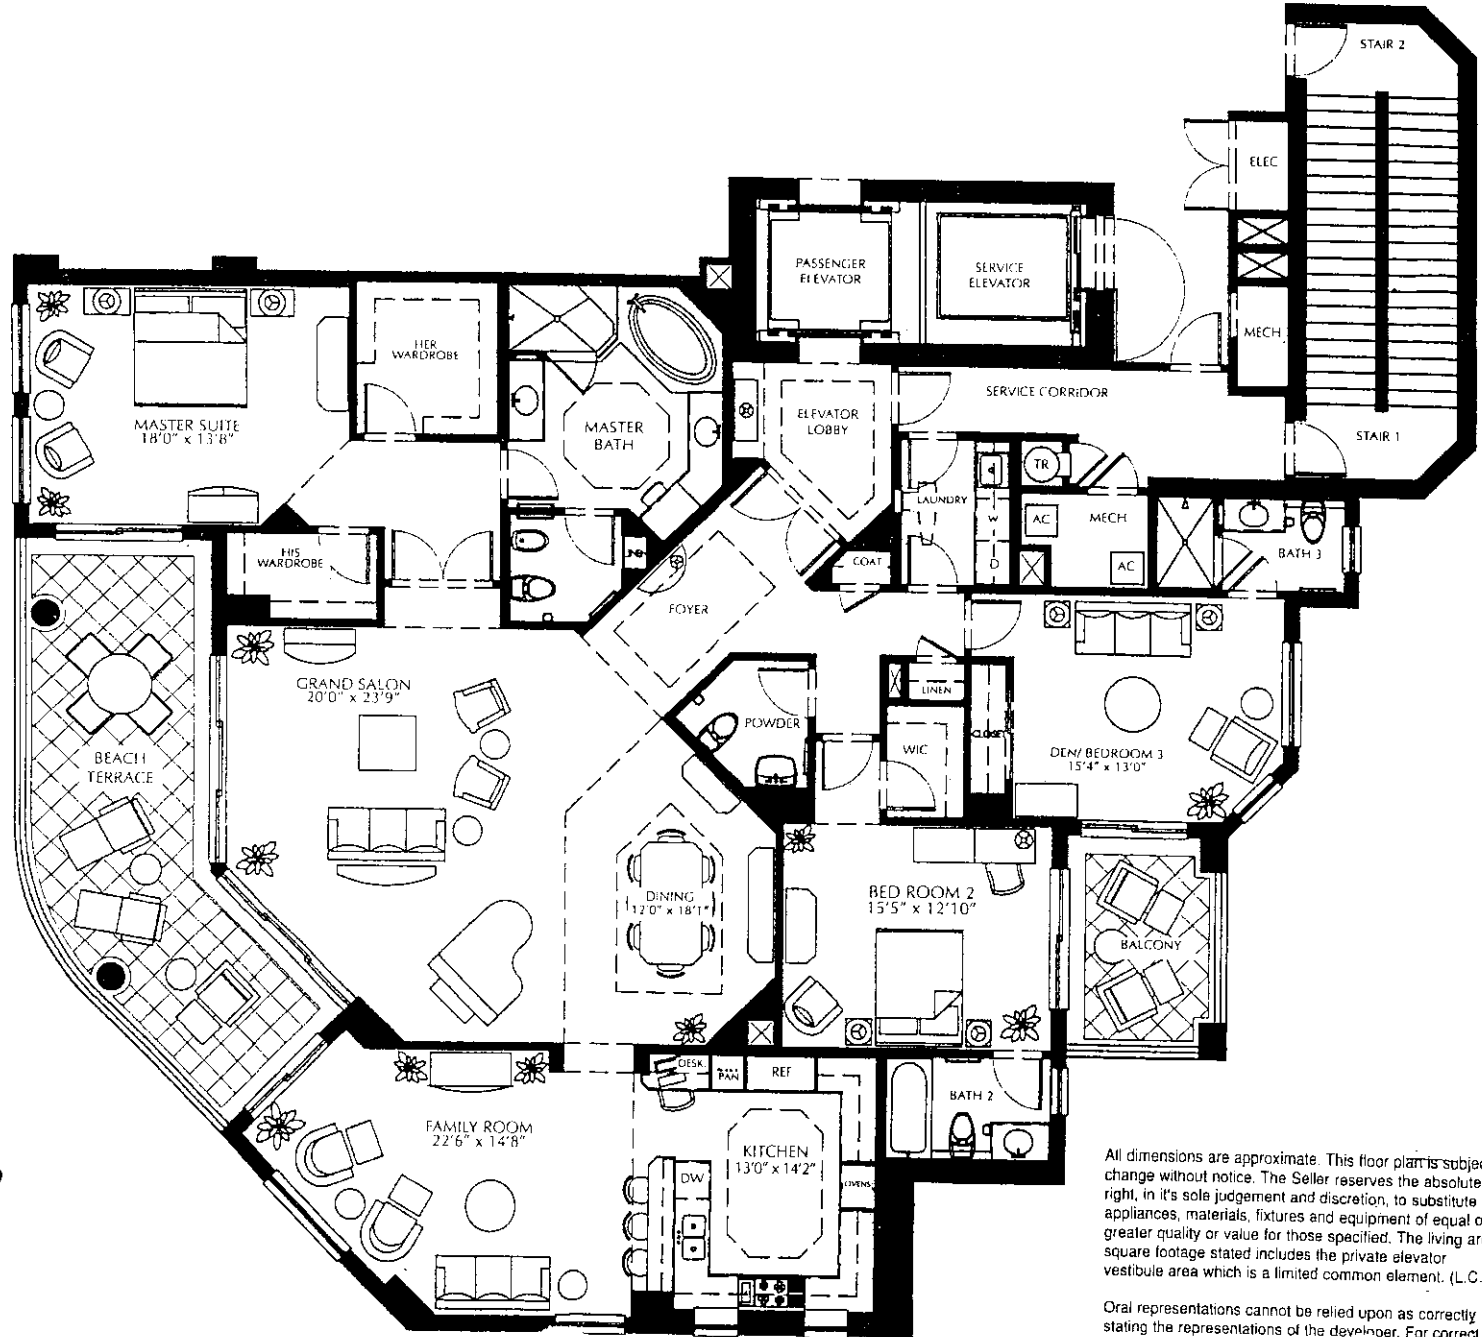 STAIR 2
ELEC
PASSENGER
ELEVATOR
SERVICE
ELEVATOR
MECH
HER
WARDROBE
MASTER SUITE
18'0" x 13'8"
MASTER
BATH
ELEVATOR
LOBBY
SERVICE CORRIDOR
STAIR 1
TR
LAUNDRY
W
D
AC
MECH
AC
BATH 3
HIS
WARDROBE
LINE
COAT
FOYER
LINEN
GRAND SALON
20'0" x 23'9"
POWDER
WIC
CLOSET
DEN/ BEDROOM 3
15'4" x 13'0"
BEACH
TERRACE
DINING
12'0" x 18'1"
BED ROOM 2
15'5" x 12'10"
BALCONY
DESK
PAN
REF
BATH 2
FAMILY ROOM
22'6" x 14'8"
KITCHEN
13'0" x 14'2"
DW
OVENS
All dimensions are approximate. This floor plan is subjec
change without notice. The Seller reserves the absolute
right, in it's sole judgement and discretion, to substitute
appliances, materials, fixtures and equipment of equal o
greater quality or value for those specified. The living ar
square footage stated includes the private elevator
vestibule area which is a limited common element. (L.C.
Oral representations cannot be relied upon as correctly
stating the representations of the developer. For correct